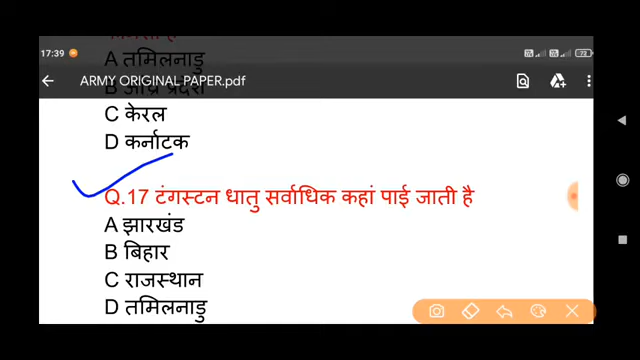 17:39
A तमिलनाडु
ARMY ORIGINAL PAPER.pdf
B आंध्र प्रदेश
C केरल
D कर्नाटक
Q.17 टंगस्टन धातु सर्वाधिक कहां पाई जाती है
A झारखंड
B बिहार
C राजस्थान
D तमिलनाडु